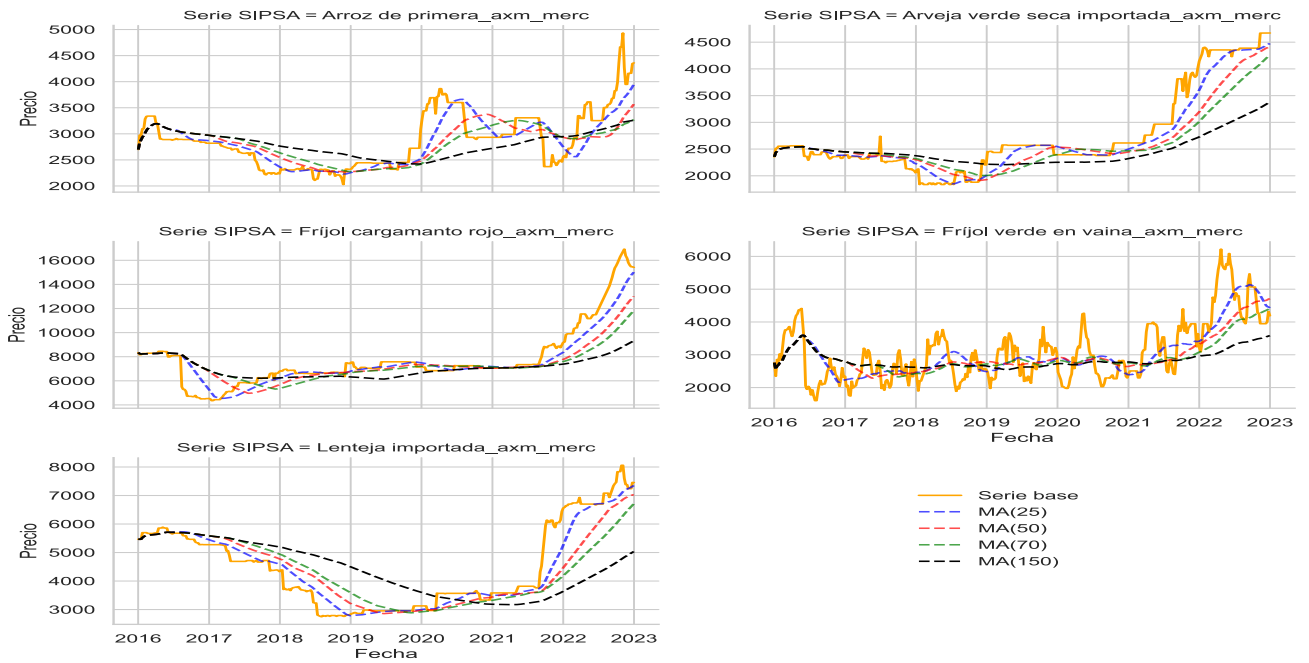 Serie SIPSA = Arroz de primera_axm_merc
5000
4500
4000
3500
3000
2500
2000
Precio
Serie SIPSA = Arveja verde seca importada_axm_merc
4500
4000
3500
3000
2500
2000
Serie SIPSA = Fríjol cargamanto rojo_axm_merc
16000
14000
12000
10000
8000
6000
4000
Precio
Serie SIPSA = Fríjol verde en vaina_axm_merc
6000
5000
4000
3000
2000
2016 2017 2018 2019 2020 2021 2022 2023
Fecha
Serie SIPSA = Lenteja importada_axm_merc
8000
7000
6000
5000
4000
3000
Precio
2016 2017 2018 2019 2020 2021 2022 2023
Fecha
Serie base
MA(25)
MA(50)
MA(70)
MA(150)